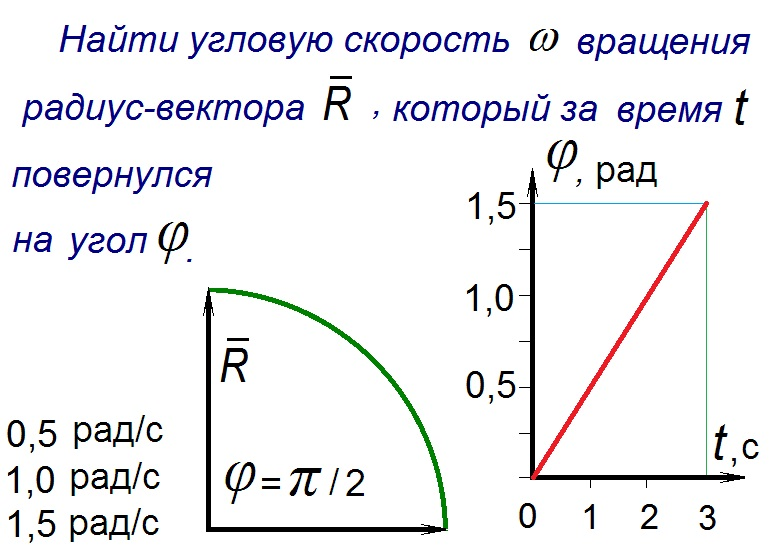 Найти угловую скорость ω вращения
радиус-вектора R̅ , который за время t
повернулся
на угол φ.
φ, рад
1,5
1,0
0,5
t,с
0 1 2 3
R̅
φ = π / 2
0,5 рад/с
1,0 рад/с
1,5 рад/с